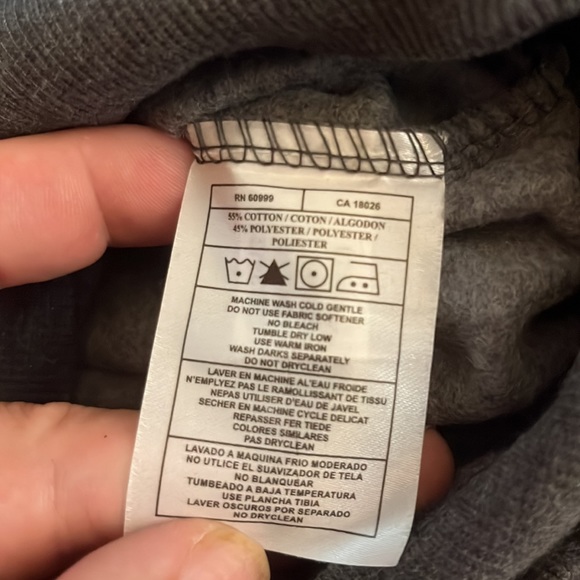 RN 60999
CA 18026
55% COTTON / COTON / ALGODON
45% POLYESTER / POLYESTER /
POLIESTER
MACHINE WASH COLD GENTLE
DO NOT USE FABRIC SOFTENER
NO BLEACH
TUMBLE DRY LOW
USE WARM IRON
WASH DARKS SEPARATELY
DO NOT DRYCLEAN
LAVER EN MACHINE AL'EAU FROIDE
N'EMPLYEZ PAS LE RAMOLLISSANT DE TISSU
NEPAS UTILISER D'EAU DE JAVEL
SECHER EN MACHINE CYCLE DELICAT
REPASSER FER TIEDE
COLORES SIMILARES
PAS DRYCLEAN
LAVADO A MAQUINA FRIO MODERADO
NO UTLICE EL SUAVIZADOR DE TELA
NO BLANQUEAR
TUMBEADO A BAJA TEMPERATURA
USE PLANCHA TIBIA
LAVER OSCUROS POR SEPARADO
NO DRYCLEAN